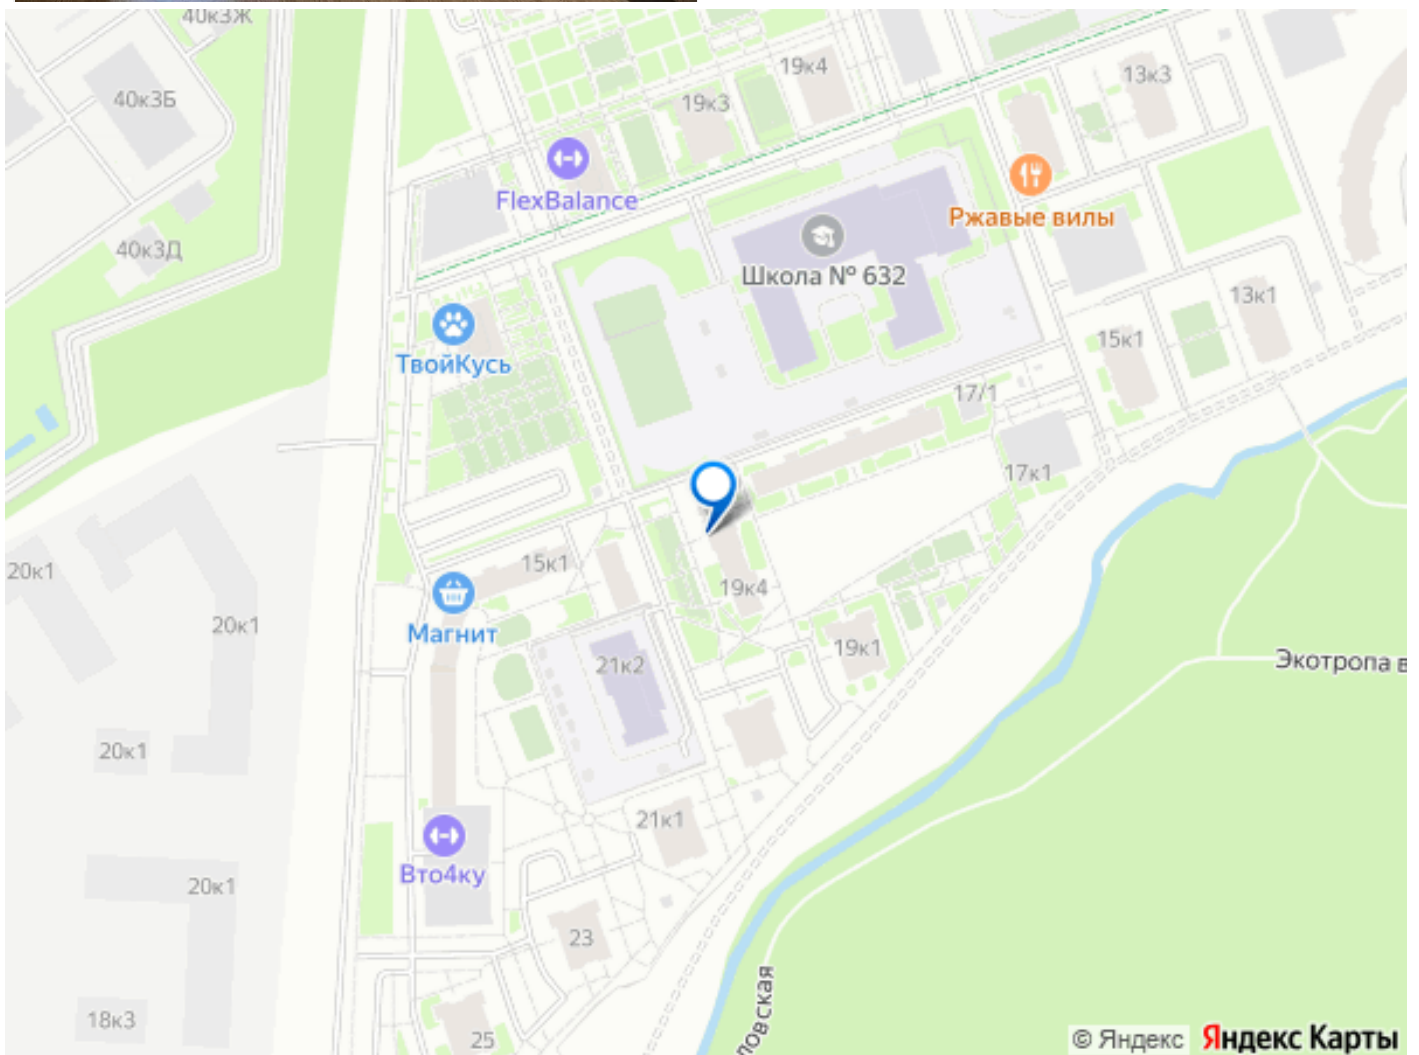 40к3Ж
19к4
13к3
40к3Б
19к3
FlexBalance
Ржавые вилы
40к3Д
Школа № 632
13к1
ТвойКусь
15к1
17/1
17к1
20к1
15к1
19к4
Магнит
20к1
19к1
21к2
Экотропа в
20к1
21к1
Вто4ку
20к1
23
18к3
25
ловская
© Яндекс Яндекс Карты